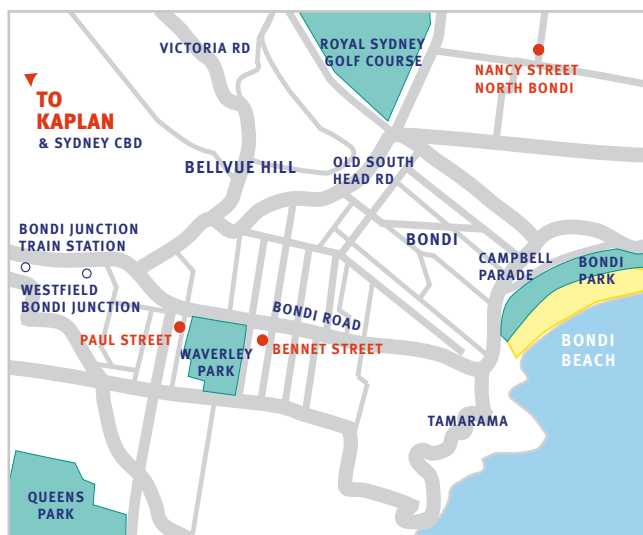 VICTORIA RD
ROYAL SYDNEY
GOLF COURSE
NANCY STREET
NORTH BONDI
TO
KAPLAN
& SYDNEY CBD
BELLVUE HILL
OLD SOUTH
HEAD RD
BONDI JUNCTION
TRAIN STATION
BONDI
CAMPBELL
PARADE
BONDI
PARK
WESTFIELD
BONDI JUNCTION
BONDI ROAD
PAUL STREET
WAVERLEY
PARK
BENNET STREET
BONDI
BEACH
TAMARAMA
QUEENS
PARK